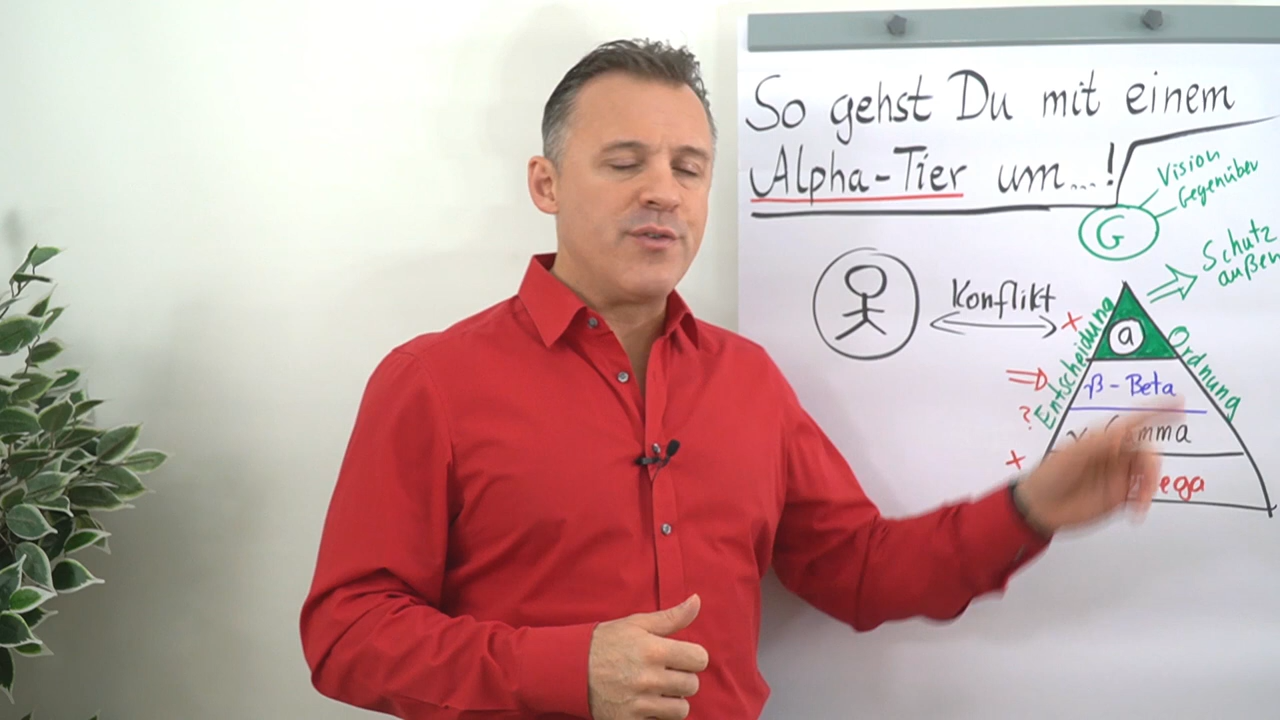 So gehst Du mit einem
Alpha-Tier um...!
Vision
Gegenüber
G
Schutz
außen
Konflikt
x
a
Entscheidung
Ordnung
β-Beta
?
x